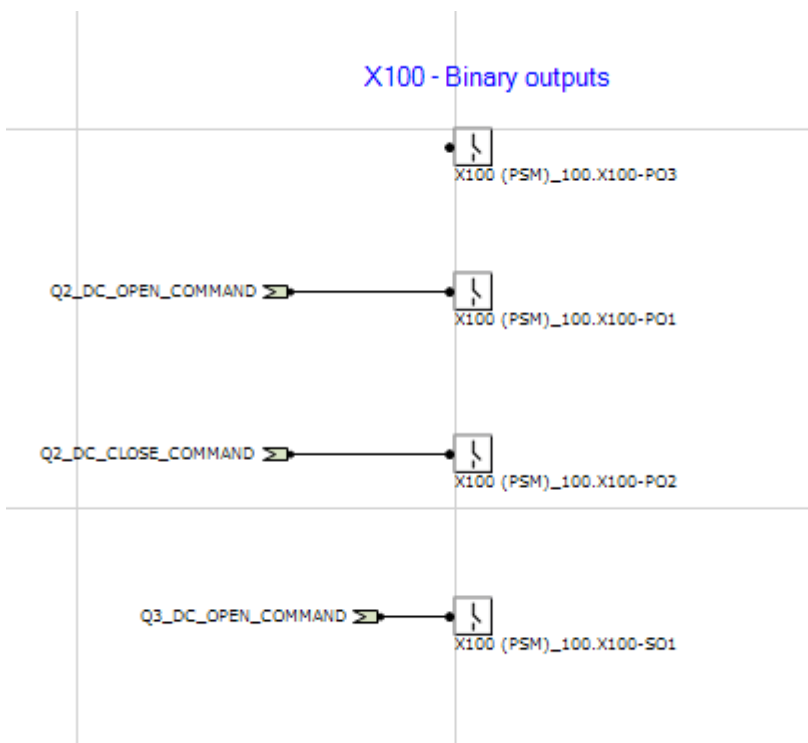 X100 - Binary outputs
X100 (PSM)_100.X100-PO3
Q2_DC_OPEN_COMMAND
X100 (PSM)_100.X100-PO1
Q2_DC_CLOSE_COMMAND
X100 (PSM)_100.X100-PO2
Q3_DC_OPEN_COMMAND
X100 (PSM)_100.X100-SO1